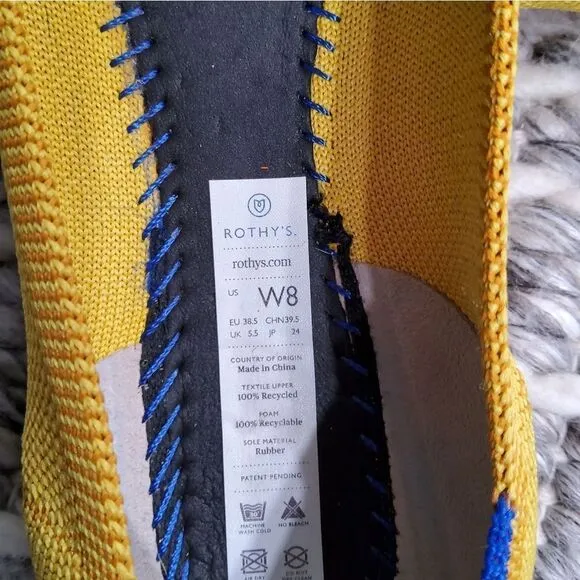 ROTHY'S.
rothys.com
US W8
EU 38.5 CHN39.5
UK 5.5 JP 24
COUNTRY OF ORIGIN
Made in China
TEXTILE UPPER
100% Recycled
FOAM
100% Recyclable
SOLE MATERIAL
Rubber
PATENT PENDING
MACHINE NO BLEACH
WASH COLD
AIR DRY